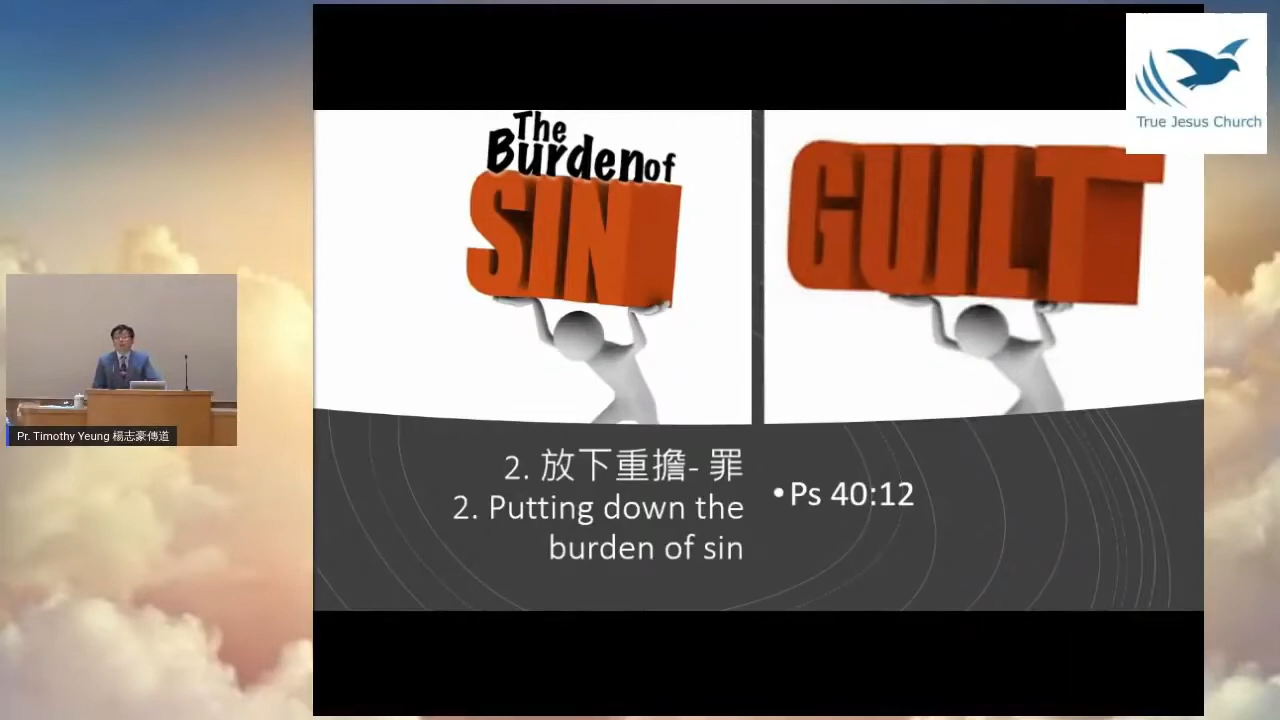 True Jesus Church
The
Burden of
SIN
GUILT
2. 放下重擔- 罪
2. Putting down the
burden of sin
•Ps 40:12
Pr. Timothy Yeung 楊志豪傳道